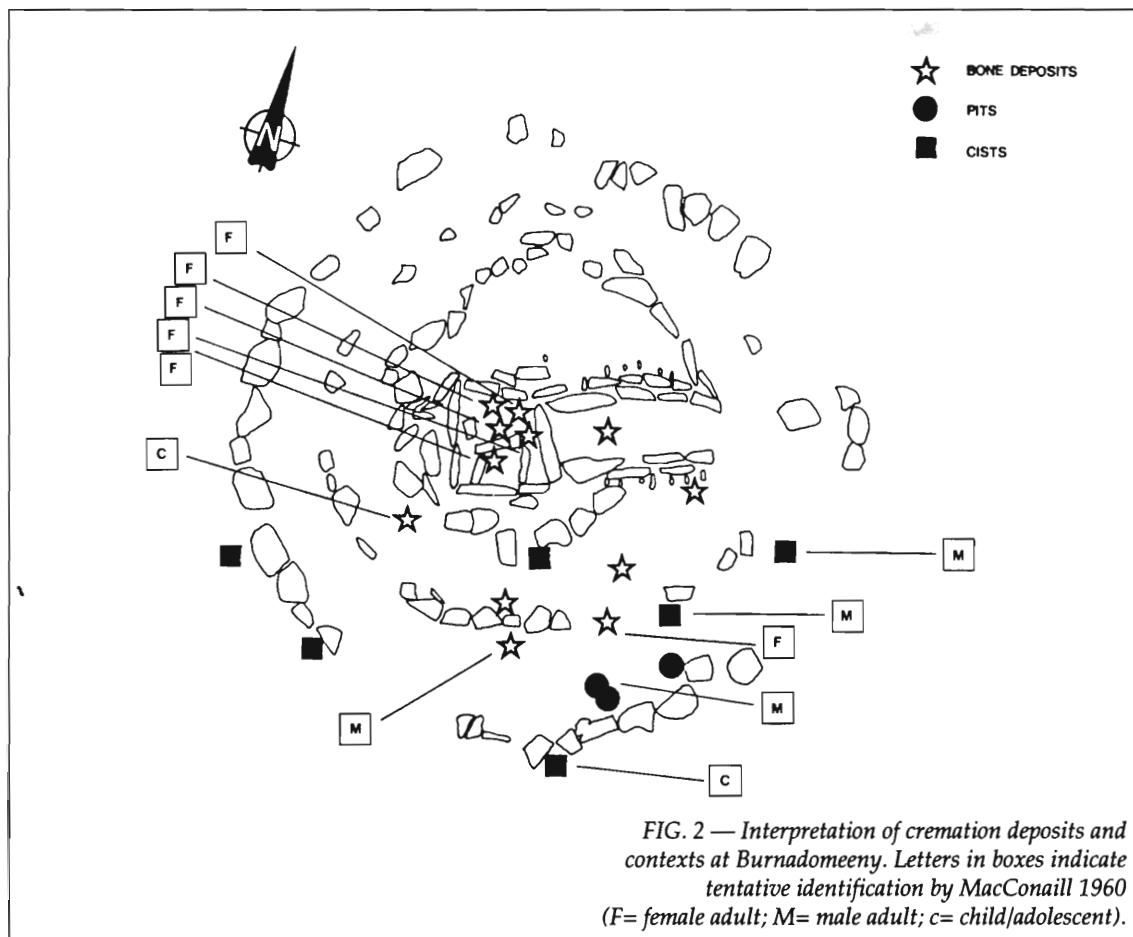 N
BONE DEPOSITS
PITS
CISTS
F
F
F
F
F
C
M
M
F
M
M
C
FIG. 2 — Interpretation of cremation deposits and
contexts at Burnadomeeny. Letters in boxes indicate
tentative identification by MacConaill 1960
(F= female adult; M= male adult; c= child/adolescent).